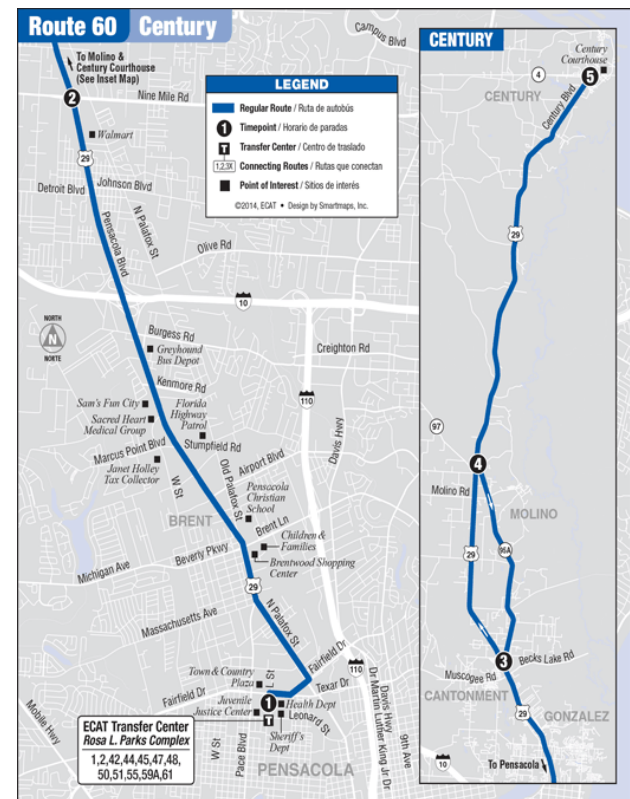 Route 60 Century
To Molino &
Century Courthouse
(See Inset Map)
2
Nine Mile Rd
Campus Blvd
Walmart
29
Detroit Blvd
Johnson Blvd
N Palafox St
Pensacola Blvd
Olive Rd
10
LEGEND
Regular Route / Ruta de autobús
1 Timepoint / Horario de paradas
T Transfer Center / Centro de traslado
1,2,3X Connecting Routes / Rutas que conectan
Point of Interest / Sitios de interés
©2014, ECAT • Design by Smartmaps, Inc.
NORTH
N
NORTE
Burgess Rd
Greyhound
Bus Depot
Creighton Rd
Kenmore Rd
110
Sam's Fun City
Sacred Heart
Medical Group
Florida
Highway
Patrol
Stumpfield Rd
Marcus Point Blvd
Janet Holley
Tax Collector
W St
Old Palafox St
Airport Blvd
Davis Hwy
Pensacola
Christian
School
BRENT
Brent Ln
Children &
Families
Beverly Pkwy
Brentwood Shopping
Center
Michigan Ave
29
Massachusetts Ave
N Palafox St
Fairfield Dr
110
Town & Country
Plaza
L St
Texar Dr
Fairfield Dr
Juvenile
Justice Center
1
T
Health Dept
Leonard St
Sheriff's
Dept
Davis Hwy
Dr Martin Luther King Jr Dr
9th Ave
Mobile Hwy
W St
Pace Blvd
PENSACOLA
ECAT Transfer Center
Rosa L. Parks Complex
1,2,42,44,45,47,48,
50,51,55,59A,61
CENTURY
Century
Courthouse
5
4
CENTURY
Century Blvd
29
97
4
Molino Rd
MOLINO
29
95A
3
Becks Lake Rd
Muscogee Rd
CANTONMENT
29
GONZALEZ
10
To Pensacola